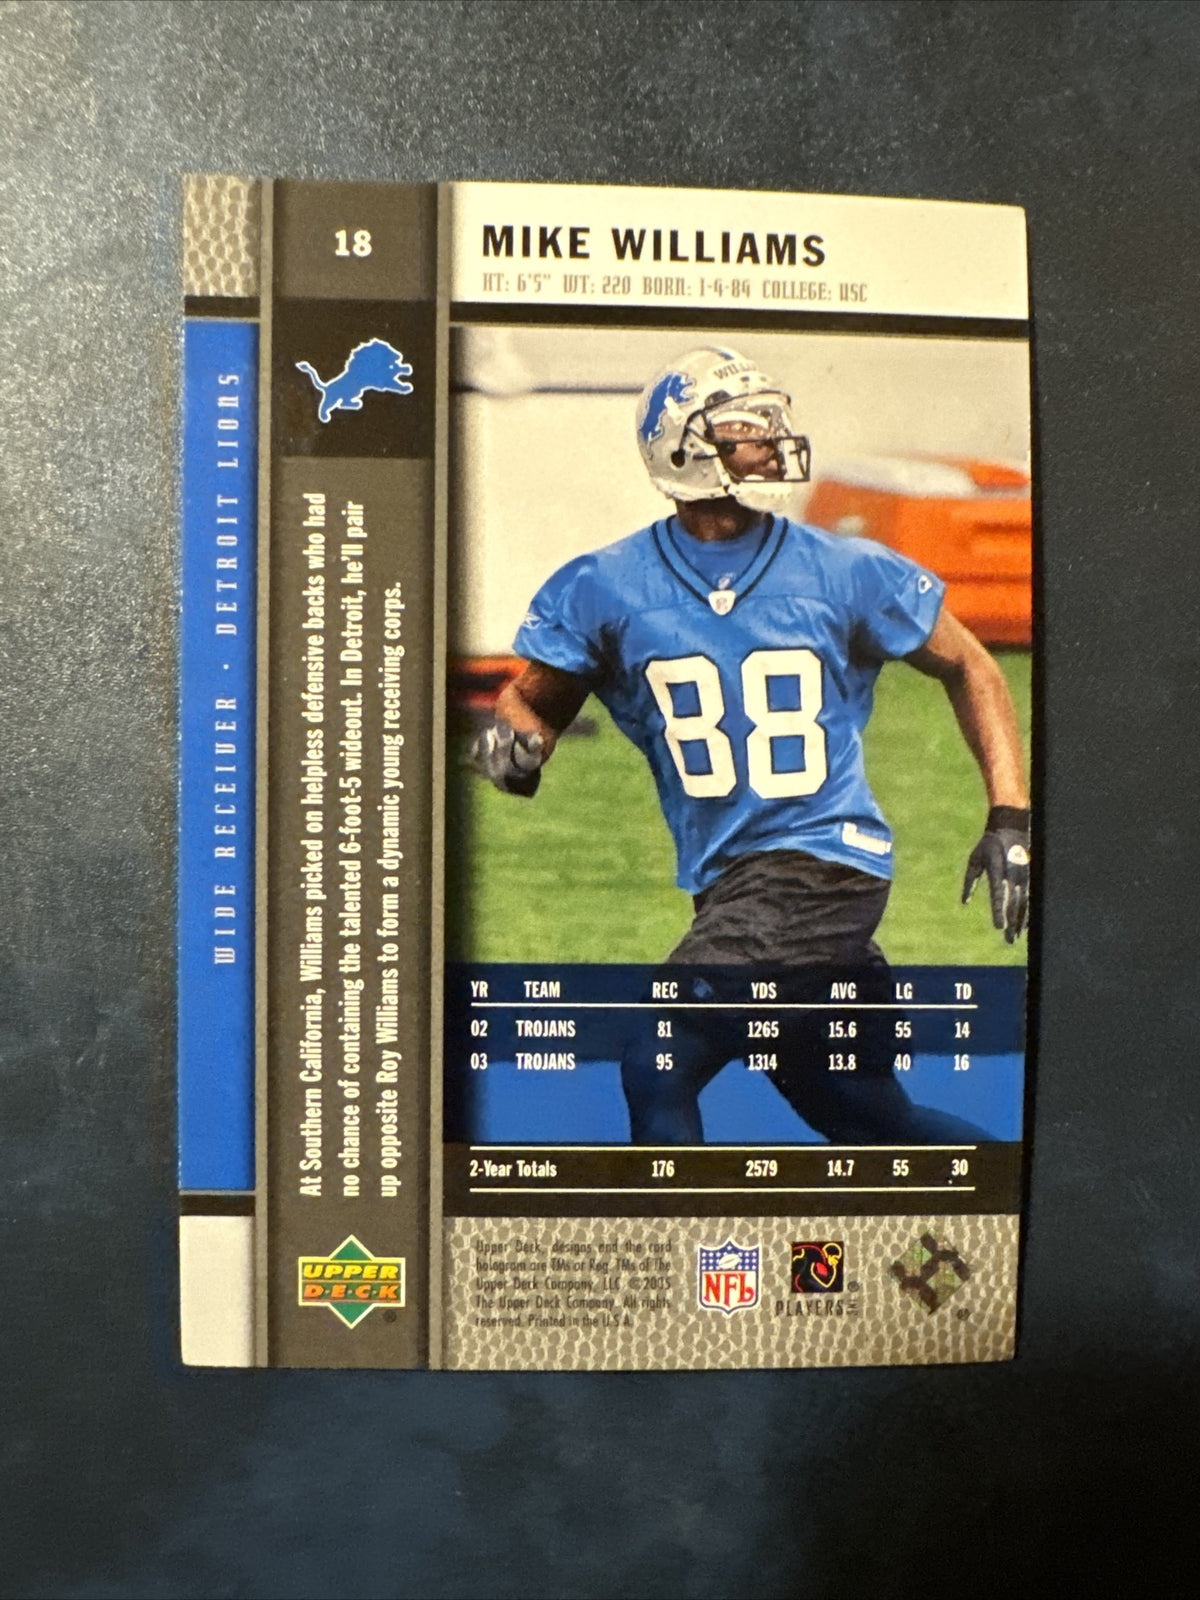 18
MIKE WILLIAMS
HT: 6'5" WT: 220 BORN: 1-4-84 COLLEGE: USC
WIDE RECEIVER · DETROIT LIONS
At Southern California, Williams picked on helpless defensive backs who had
no chance of containing the talented 6-foot-5 wideout. In Detroit, he'll pair
up opposite Roy Williams to form a dynamic young receiving corps.
88
YR TEAM REC YDS AVG LG TD
02 TROJANS 81 1265 15.6 55 14
03 TROJANS 95 1314 13.8 40 16
2-Year Totals 176 2579 14.7 55 30
UPPER
D·E·C·K
®
Upper Deck, designs and the card
hologram are TMs or Reg. TMs of The
Upper Deck Company, LLC. ©2005
The Upper Deck Company. All rights
reserved. Printed in the U.S.A.
NFL
PLAYERS
INC
®